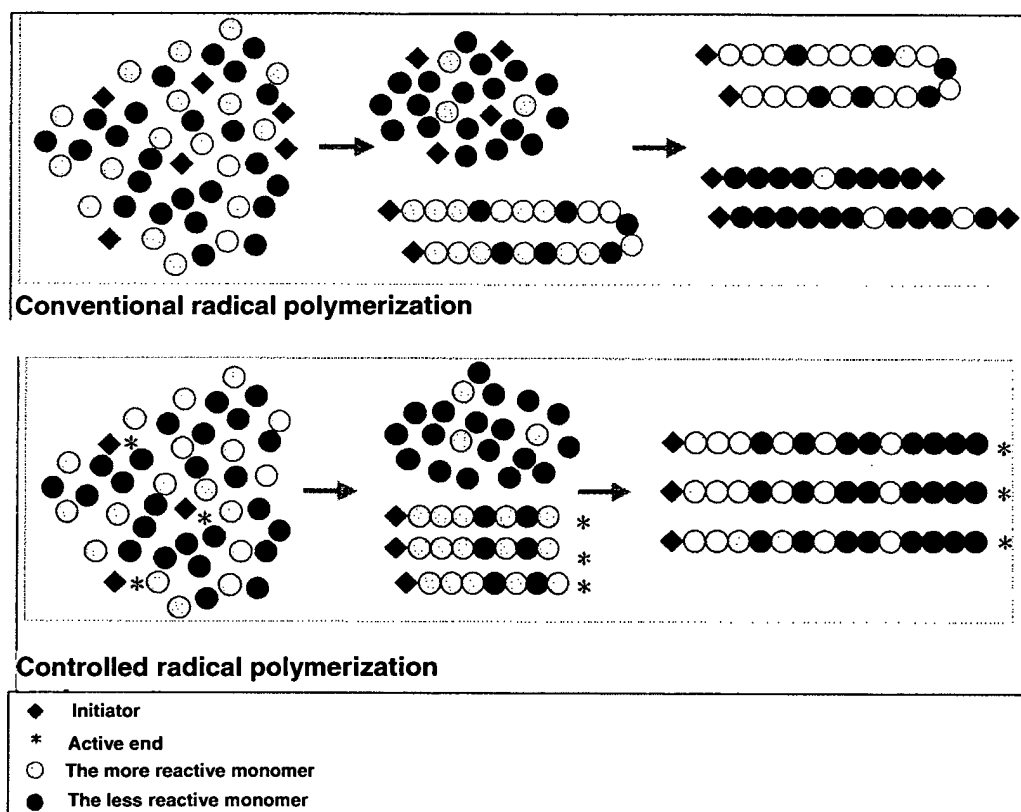 Conventional radical polymerization
Controlled radical polymerization
Initiator
* Active end
The more reactive monomer
The less reactive monomer